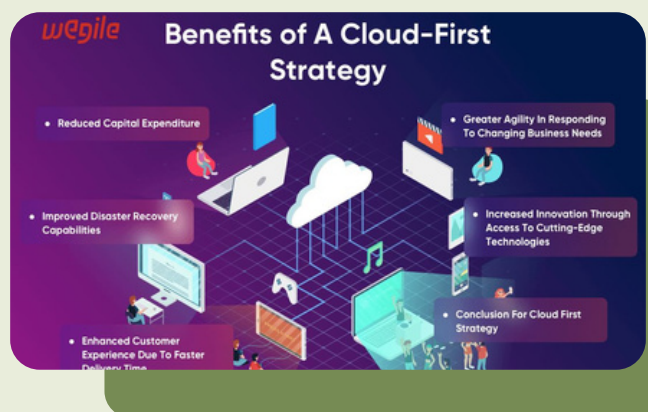 wegile
Benefits of A Cloud-First
Strategy
• Reduced Capital Expenditure
• Improved Disaster Recovery
Capabilities
• Enhanced Customer
Experience Due To Faster
Delivery Time
• Greater Agility In Responding
To Changing Business Needs
• Increased Innovation Through
Access To Cutting-Edge
Technologies
• Conclusion For Cloud First
Strategy